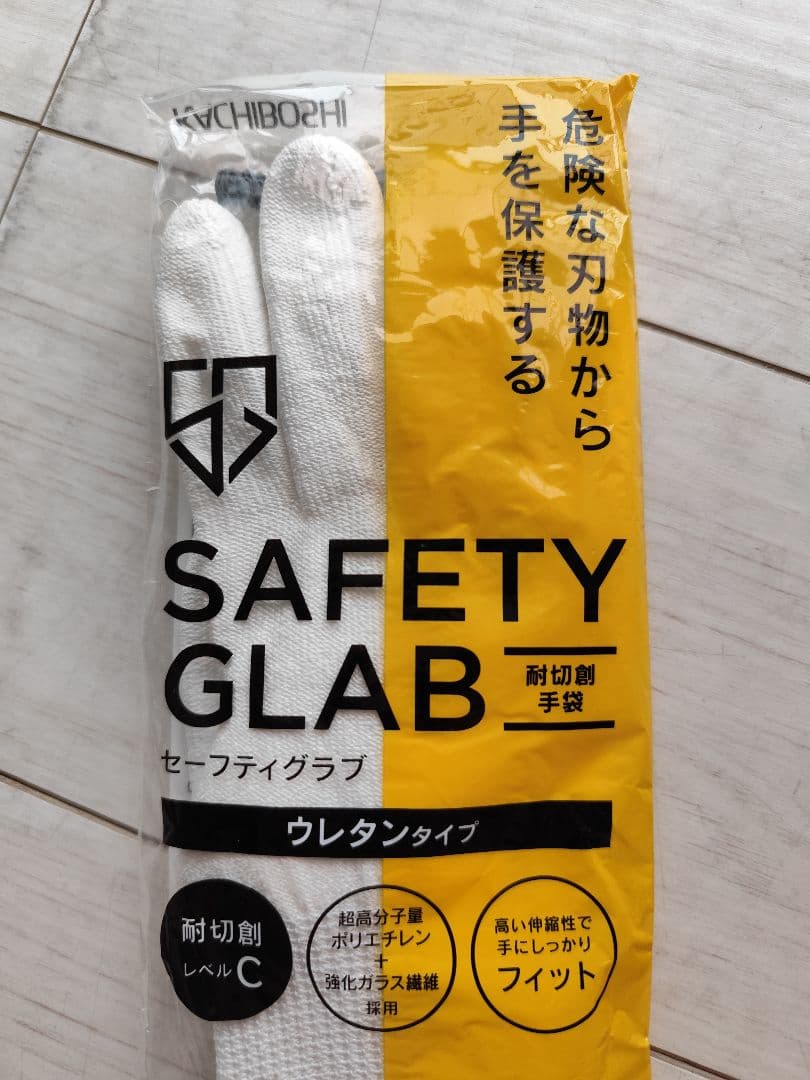 KACHIBOSHI
危険な刃物から
手を保護する
SAFETY
GLAB
耐切創
手袋
セーフティグラブ
ウレタンタイプ
耐切創
レベルC
超高分子量
ポリエチレン
+
強化ガラス繊維
採用
高い伸縮性で
手にしっかり
フィット